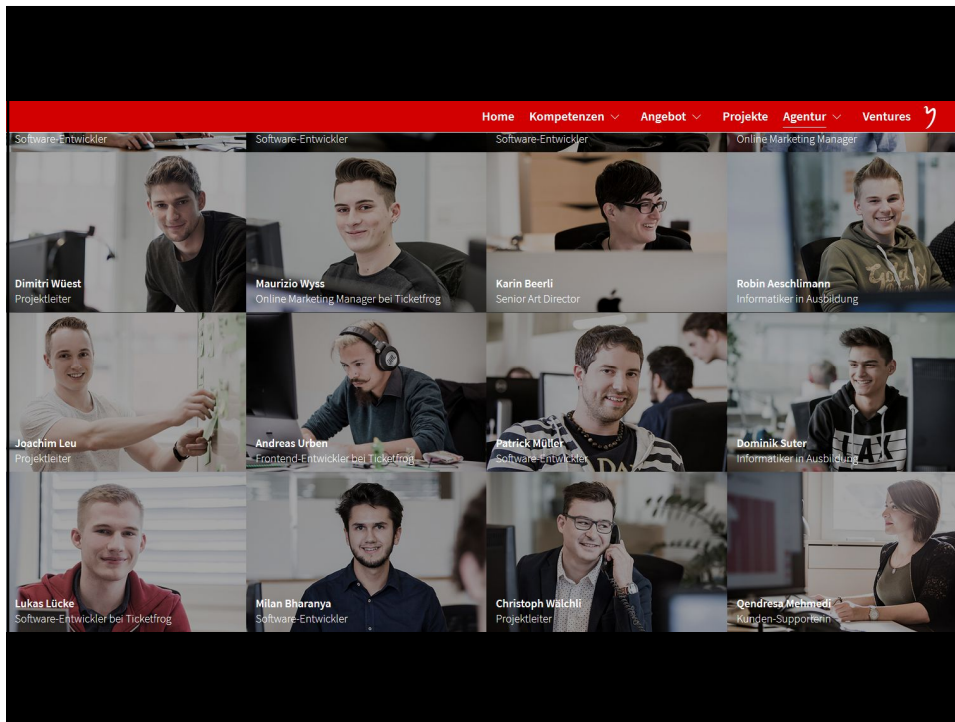 Home Kompetenzen Angebot Projekte Agentur Ventures
Software-Entwickler Software-Entwickler Software-Entwickler Online Marketing Manager
Dimitri Wüest Maurizio Wyss Karin Beerli Robin Aeschlimann
Projektleiter Online Marketing Manager bei Ticketfrog Senior Art Director Informatiker in Ausbildung
Joachim Leu Andreas Urben Patrick Müller Dominik Suter
Projektleiter Frontend-Entwickler bei Ticketfrog Software-Entwickler Informatiker in Ausbildung
Lukas Lücke Milan Bharanya Christoph Wälchli Qendresa Mehmedi
Software-Entwickler bei Ticketfrog Software-Entwickler Projektleiter Kunden-Supporterin